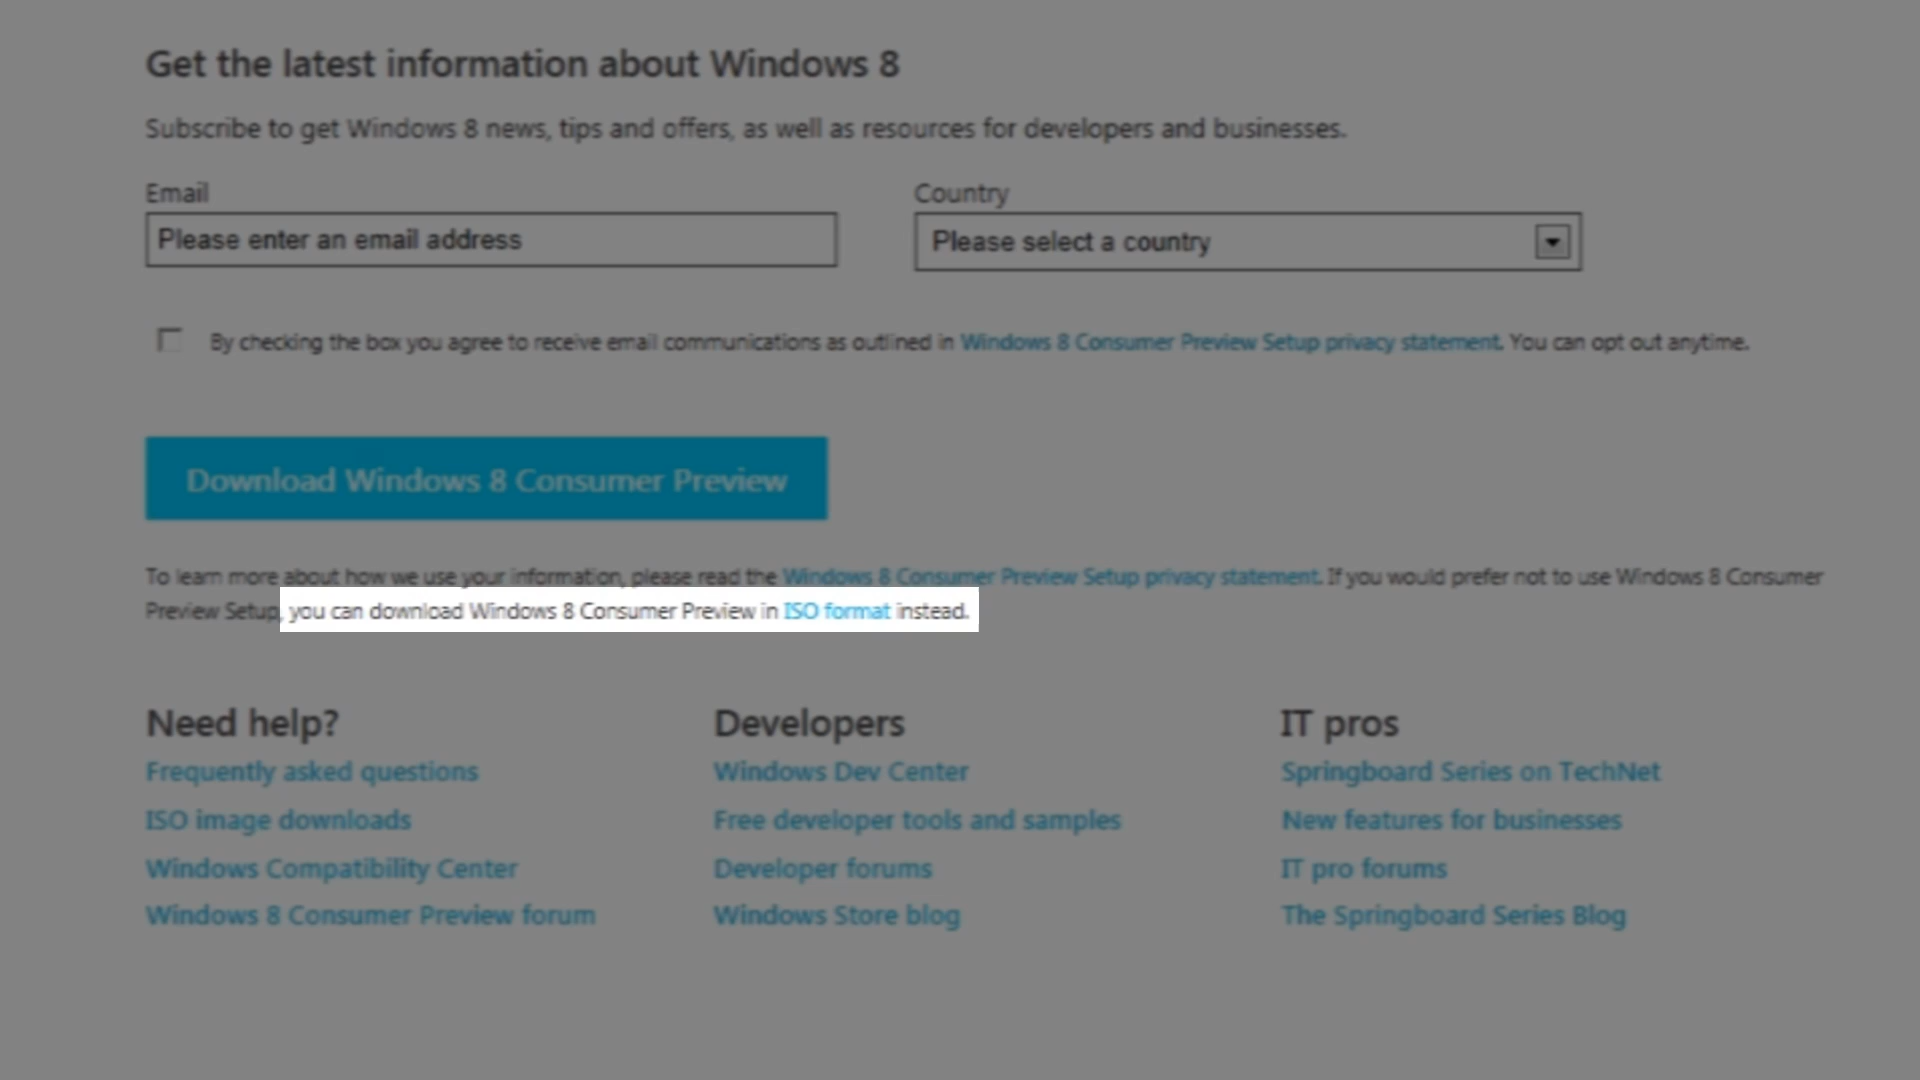 Get the latest information about Windows 8
Subscribe to get Windows 8 news, tips and offers, as well as resources for developers and businesses.
Email
Country
Please enter an email address
Please select a country
By checking the box you agree to receive email communications as outlined in Windows 8 Consumer Preview Setup privacy statement. You can opt out anytime.
Download Windows 8 Consumer Preview
To learn more about how we use your information, please read the Windows 8 Consumer Preview Setup privacy statement. If you would prefer not to use Windows 8 Consumer
Preview Setup, you can download Windows 8 Consumer Preview in ISO format instead.
Need help?
Frequently asked questions
ISO image downloads
Windows Compatibility Center
Windows 8 Consumer Preview forum
Developers
Windows Dev Center
Free developer tools and samples
Developer forums
Windows Store blog
IT pros
Springboard Series on TechNet
New features for businesses
IT pro forums
The Springboard Series Blog